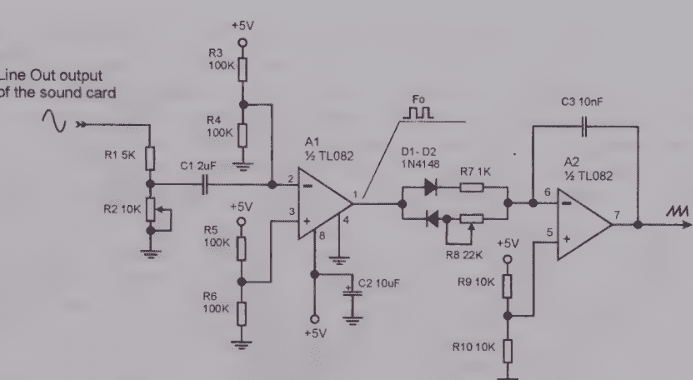 +5V
R3
100K
Line Out output
of the sound card
R4
100K
Fo
C3 10nF
R1 5K
C1 2uF
A1
½ TL082
D1- D2
1N4148
R7 1K
A2
½ TL082
2
1
6
R2 10K
+5V
3
4
8
7
5
R5
100K
R8 22K
+5V
R6
100K
C2 10uF
+
R9 10K
+5V
R10 10K